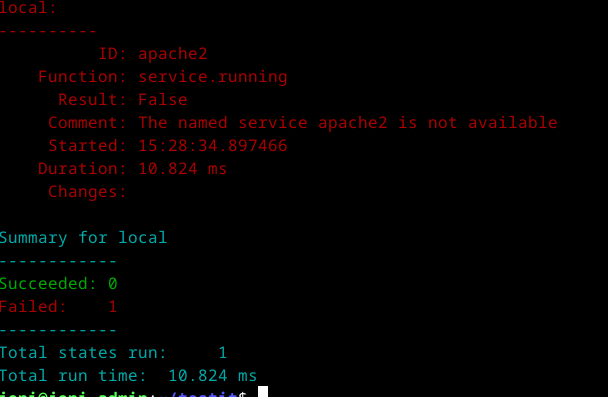 local:
----------
          ID: apache2
    Function: service.running
      Result: False
     Comment: The named service apache2 is not available
     Started: 15:28:34.897466
    Duration: 10.824 ms
     Changes:

Summary for local
------------
Succeeded: 0
Failed:    1
------------
Total states run:     1
Total run time:  10.824 ms